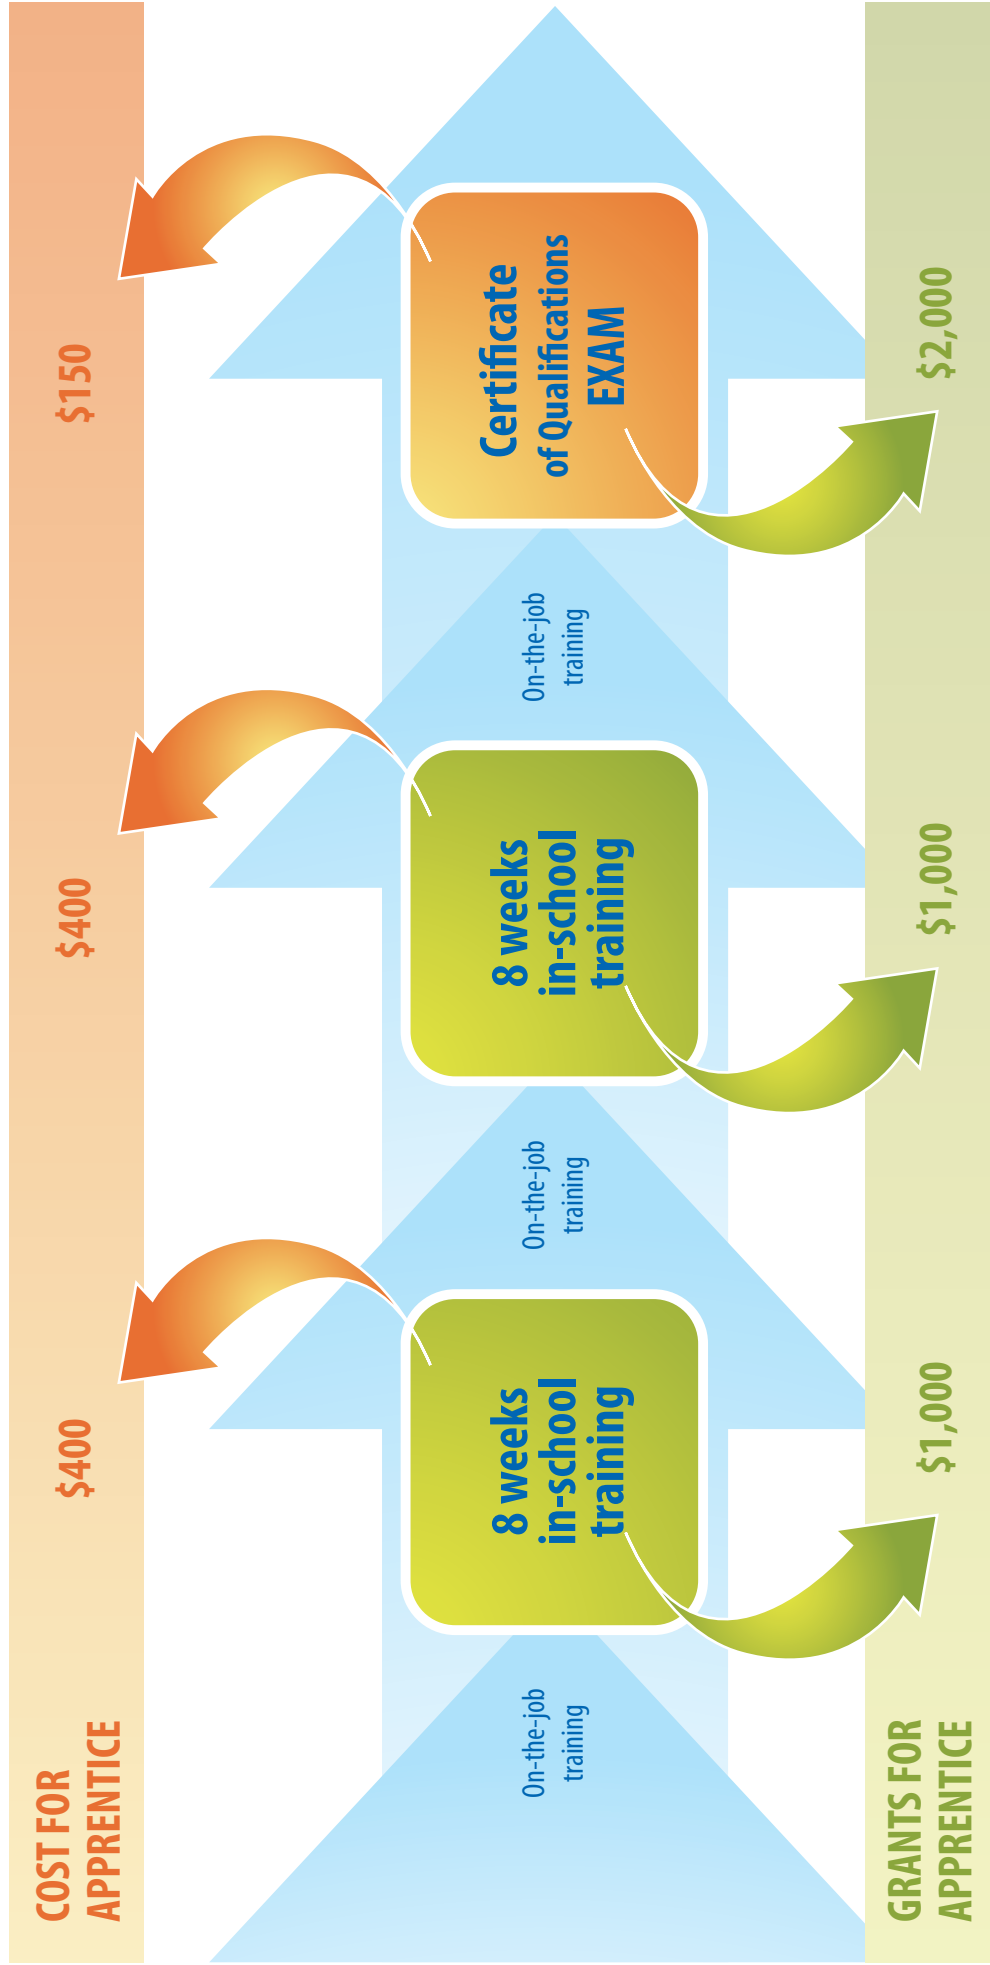 COST FOR
APPRENTICE
$400
$400
$150
On-the-job
training
8 weeks
in-school
training
On-the-job
training
8 weeks
in-school
training
On-the-job
training
Certificate
of Qualifications
EXAM
GRANTS FOR
APPRENTICE
$1,000
$1,000
$2,000